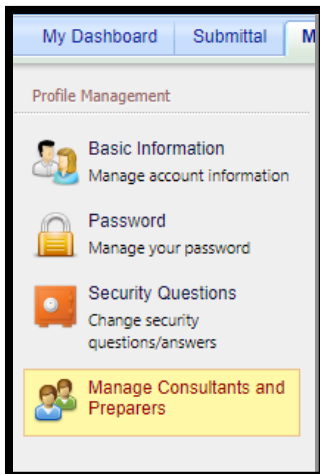 My Dashboard Submittal M
Profile Management
Basic Information
Manage account information
Password
Manage your password
Security Questions
Change security
questions/answers
Manage Consultants and
Preparers